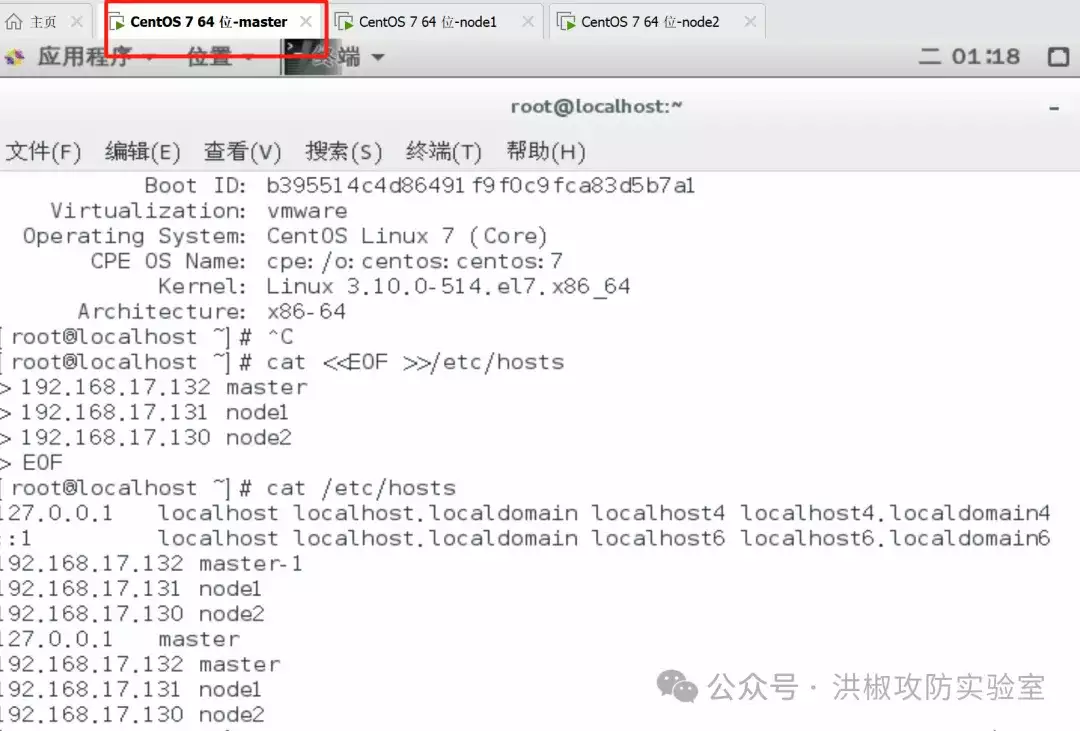 主页 CentOS 7 64 位-master CentOS 7 64 位-node1 CentOS 7 64 位-node2
应用程序 位置 终端 二 01:18
root@localhost:~
文件(F) 编辑(E) 查看(V) 搜索(S) 终端(T) 帮助(H)
Boot ID: b395514c4d86491f9f0c9fca83d5b7a1
Virtualization: vmware
Operating System: CentOS Linux 7 (Core)
CPE OS Name: cpe:/o:centos:centos:7
Kernel: Linux 3.10.0-514.el7.x86_64
Architecture: x86-64
[root@localhost ~]# ^C
[root@localhost ~]# cat <<EOF >>/etc/hosts
> 192.168.17.132 master
> 192.168.17.131 node1
> 192.168.17.130 node2
> EOF
[root@localhost ~]# cat /etc/hosts
127.0.0.1 localhost localhost.localdomain localhost4 localhost4.localdomain4
::1 localhost localhost.localdomain localhost6 localhost6.localdomain6
192.168.17.132 master-1
192.168.17.131 node1
192.168.17.130 node2
127.0.0.1 master
192.168.17.132 master
192.168.17.131 node1
192.168.17.130 node2
公众号 · 洪椒攻防实验室